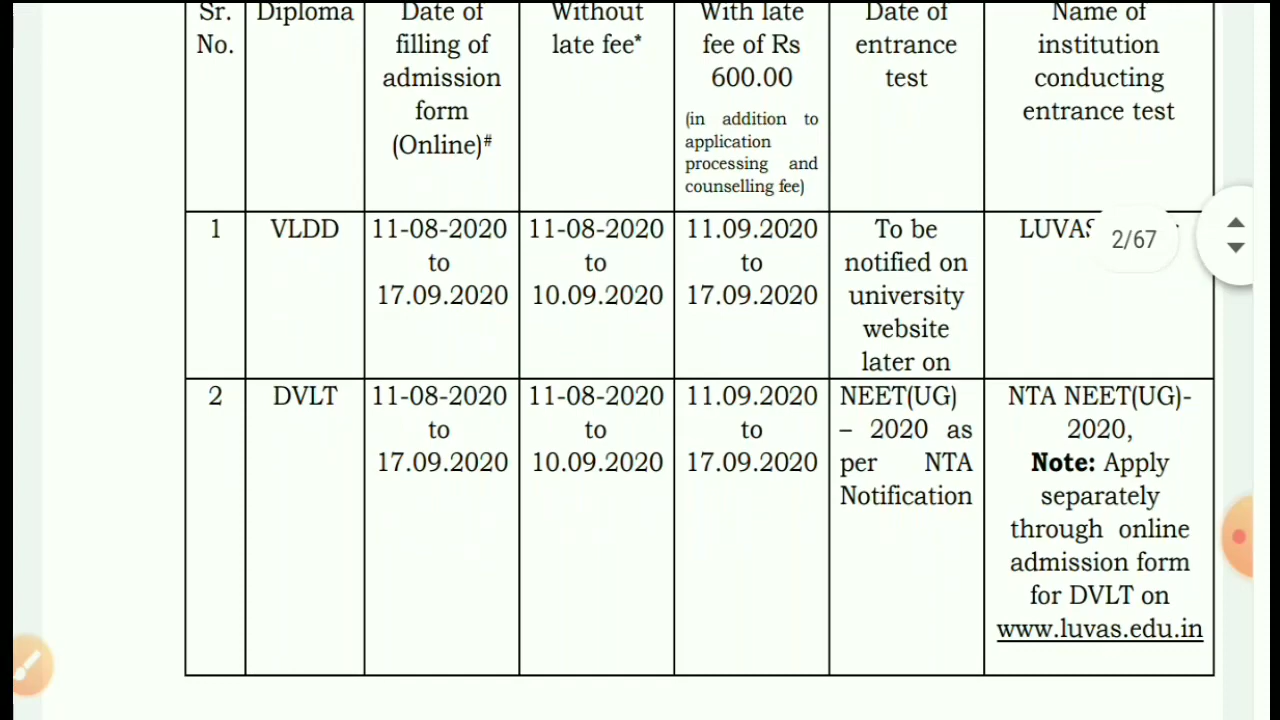 Sr. No.
Diploma
Date of filling of admission form (Online)#
Without late fee*
With late fee of Rs 600.00
(in addition to application processing and counselling fee)
Date of entrance test
Name of institution conducting entrance test
1
VLDD
11-08-2020
to
17.09.2020
11-08-2020
to
10.09.2020
11.09.2020
to
17.09.2020
To be
notified on
university
website
later on
2/67
2
DVLT
11-08-2020
to
17.09.2020
11-08-2020
to
10.09.2020
11.09.2020
to
17.09.2020
NEET(UG)
– 2020 as
per NTA
Notification
NTA NEET(UG)-
2020,
Note: Apply
separately
through online
admission form
for DVLT on
www.luvas.edu.in